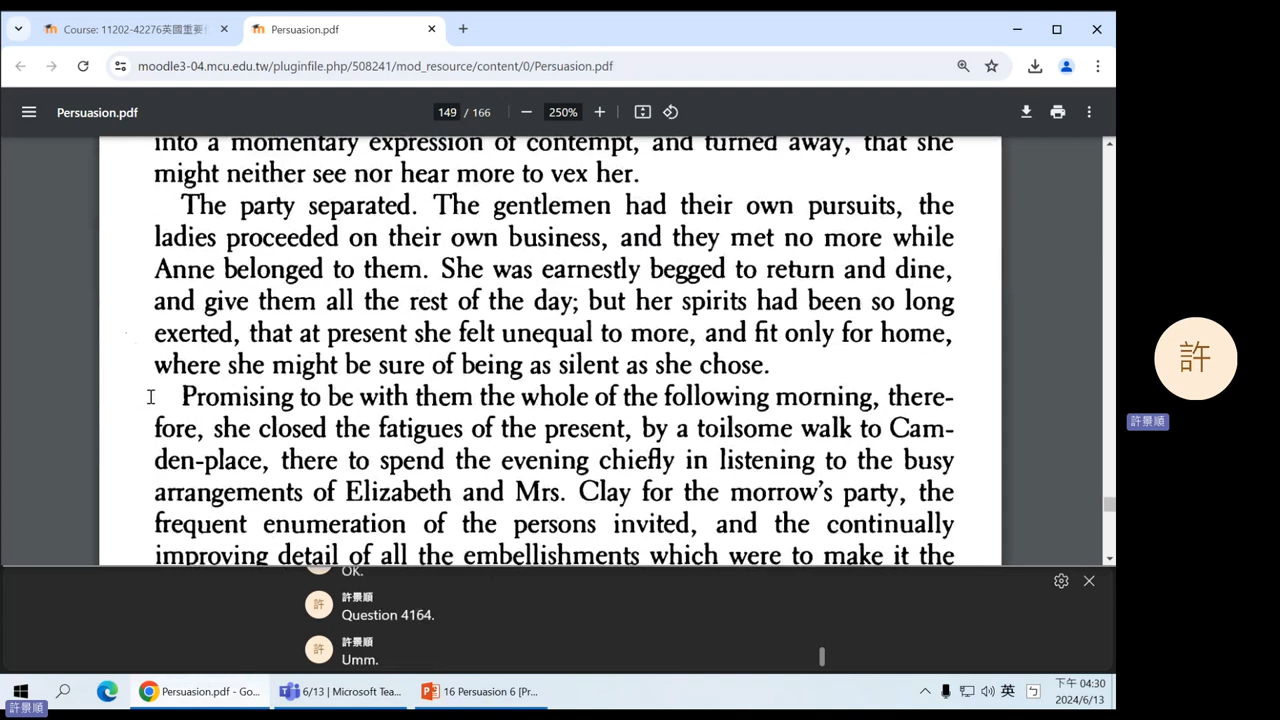 Course: 11202-42276英國重要作
Persuasion.pdf
moodle3-04.mcu.edu.tw/pluginfile.php/508241/mod_resource/content/0/Persuasion.pdf
Persuasion.pdf
149 / 166
250%
into a momentary expression of contempt, and turned away, that she
might neither see nor hear more to vex her.
The party separated. The gentlemen had their own pursuits, the
ladies proceeded on their own business, and they met no more while
Anne belonged to them. She was earnestly begged to return and dine,
and give them all the rest of the day; but her spirits had been so long
exerted, that at present she felt unequal to more, and fit only for home,
where she might be sure of being as silent as she chose.
Promising to be with them the whole of the following morning, there-
fore, she closed the fatigues of the present, by a toilsome walk to Cam-
den-place, there to spend the evening chiefly in listening to the busy
arrangements of Elizabeth and Mrs. Clay for the morrow's party, the
frequent enumeration of the persons invited, and the continually
improving detail of all the embellishments which were to make it the
許
許景順
OK.
許
許景順
Question 4164.
許
許景順
Umm.
Persuasion.pdf - Go...
6/13 | Microsoft Tea...
16 Persuasion 6 [Pr...
英
下午 04:30
2024/6/13
許景順